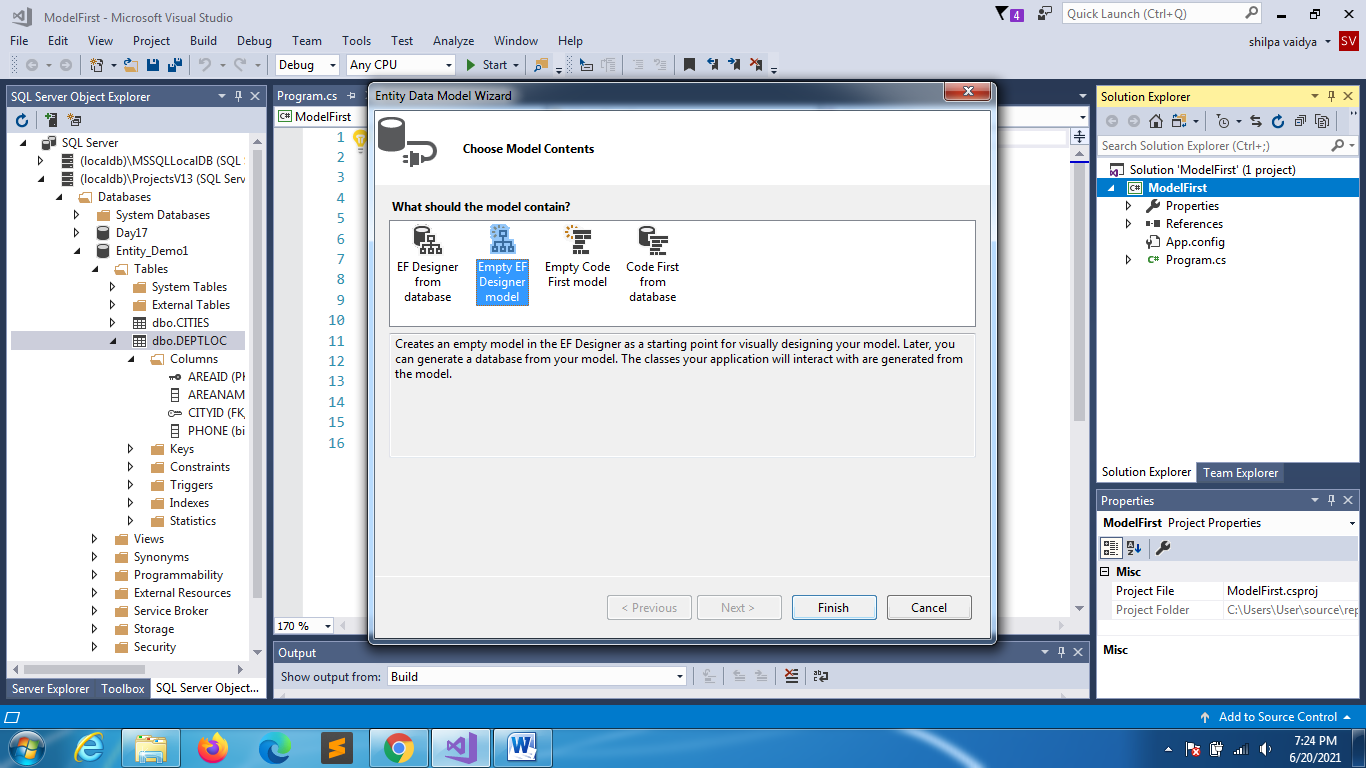 ModelFirst - Microsoft Visual Studio
4
Quick Launch (Ctrl+Q)
File Edit View Project Build Debug Team Tools Test Analyze Window Help
shilpa vaidya
SV
Debug
Any CPU
Start
SQL Server Object Explorer
SQL Server
(localdb)\MSSQLLocalDB (SQL
(localdb)\ProjectsV13 (SQL Serv
Databases
System Databases
Day17
Entity_Demo1
Tables
System Tables
External Tables
dbo.CITIES
dbo.DEPTLOC
Columns
AREAID (PK
AREANAM
CITYID (FK,
PHONE (bi
Keys
Constraints
Triggers
Indexes
Statistics
Views
Synonyms
Programmability
External Resources
Service Broker
Storage
Security
Server Explorer Toolbox SQL Server Object...
Program.cs
C# ModelFirst
1
2
3
4
5
6
7
8
9
10
11
12
13
14
15
16
170 %
Entity Data Model Wizard
Choose Model Contents
What should the model contain?
EF Designer
from
database
Empty EF
Designer
model
Empty Code
First model
Code First
from
database
Creates an empty model in the EF Designer as a starting point for visually designing your model. Later, you
can generate a database from your model. The classes your application will interact with are generated from
the model.
< Previous
Next >
Finish
Cancel
Output
Show output from: Build
Solution Explorer
Search Solution Explorer (Ctrl+;)
Solution 'ModelFirst' (1 project)
C# ModelFirst
Properties
References
App.config
C# Program.cs
Solution Explorer Team Explorer
Properties
ModelFirst Project Properties
Misc
Project File ModelFirst.csproj
Project Folder C:\Users\User\source\rep
Misc
Add to Source Control
7:24 PM
6/20/2021